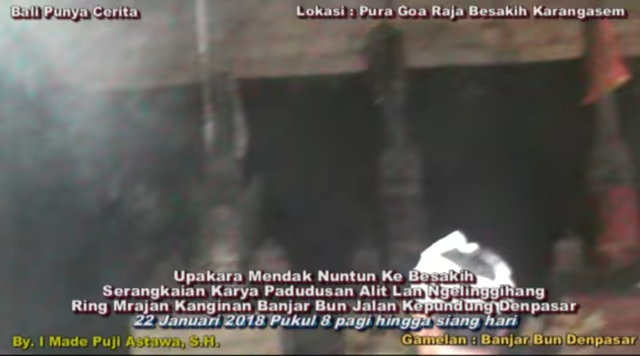 Bali Punya Cerita
Lokasi : Pura Goa Raja Besakih Karangasem
Upakara Mendak Nuntun Ke Besakih
Serangkaian Karya Padudusan Alit Lan Ngelinggihang
Ring Mrajan Kanginan Banjar Bun Jalan Kepundung Denpasar
22 Januari 2018 Pukul 8 pagi hingga siang hari
By. I Made Puji Astawa, S.H.
Gamelan : Banjar Bun Denpasar